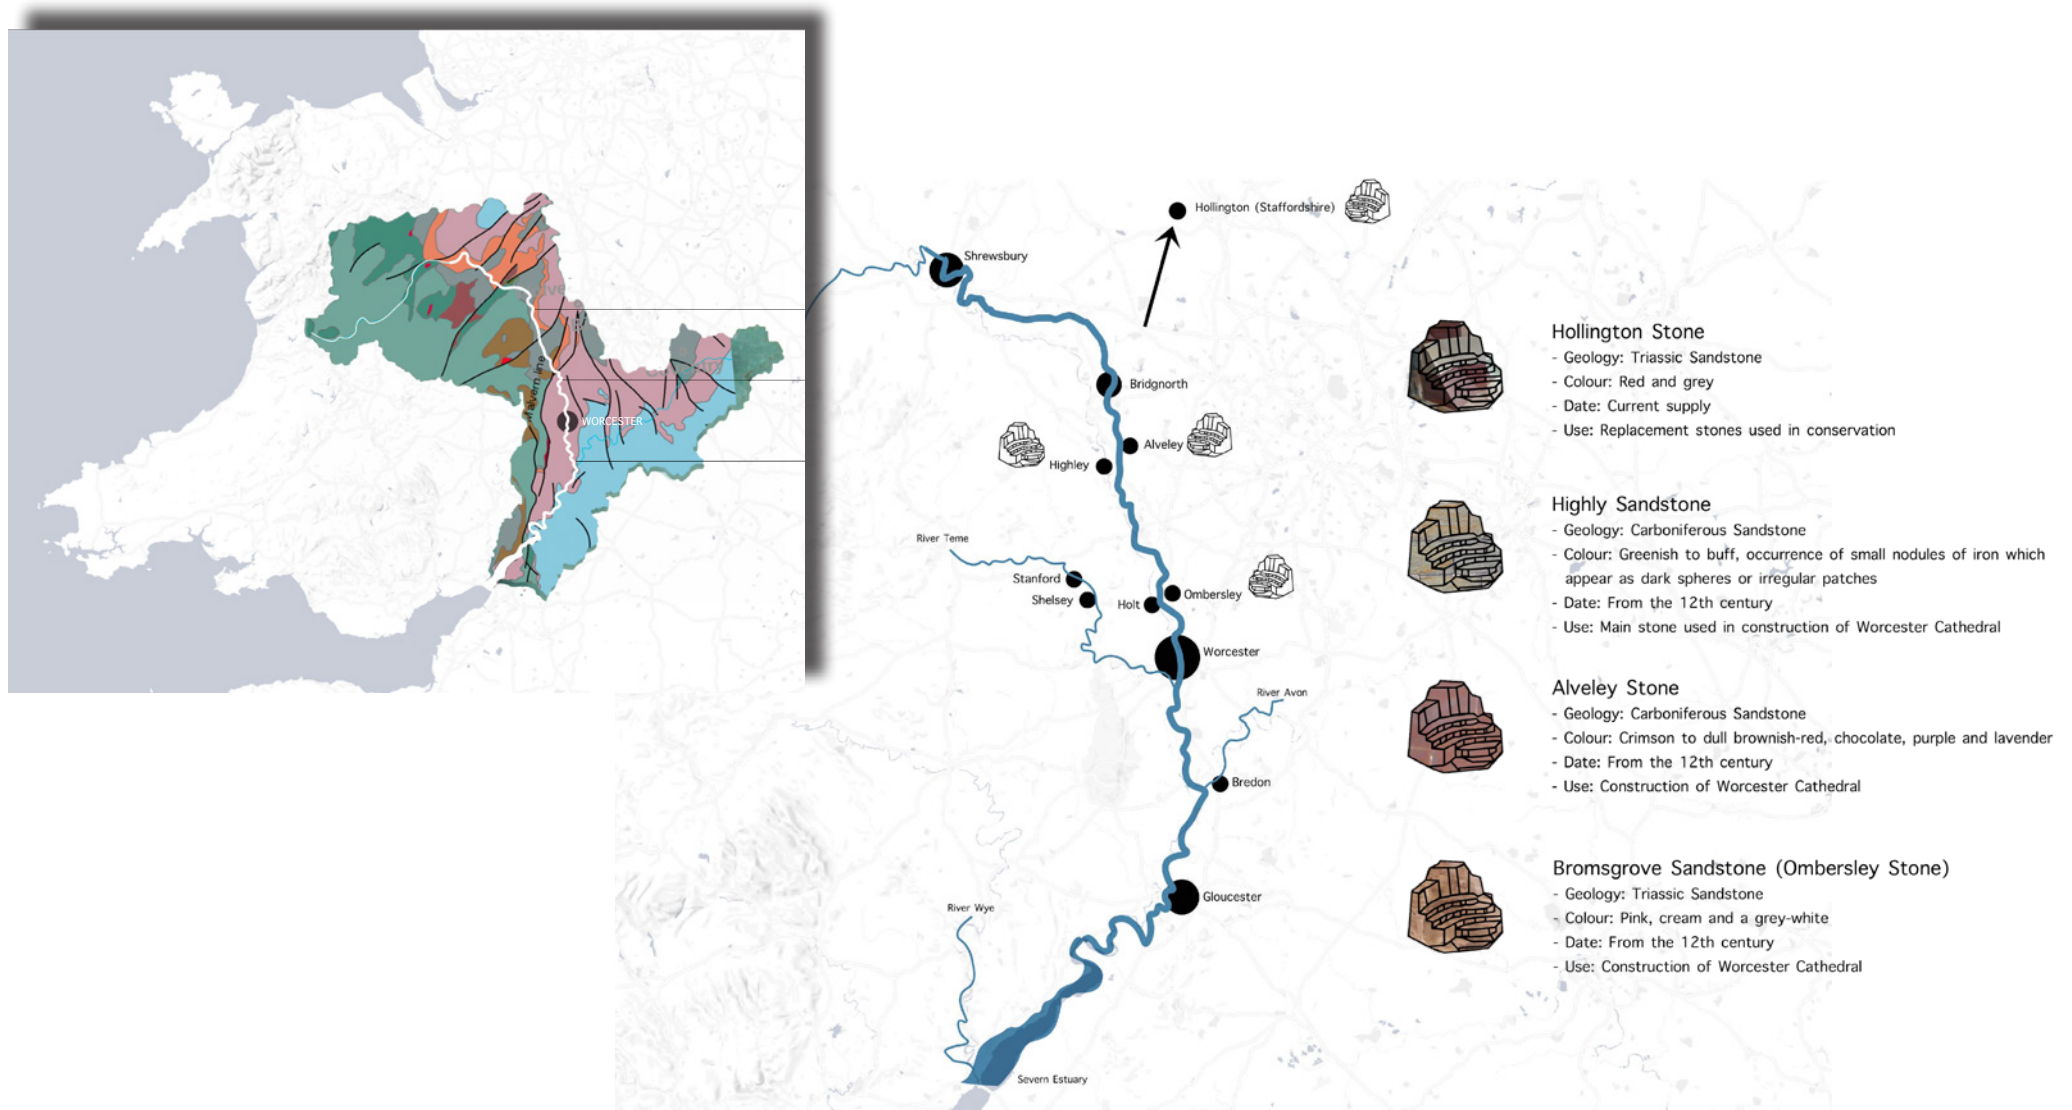 Malvern line
WORCESTER
Hollington (Staffordshire)
Shrewsbury
Bridgnorth
Alveley
Highley
River Teme
Stanford
Shelsey
Holt
Ombersley
Worcester
River Avon
Bredon
Gloucester
River Wye
Severn Estuary
Hollington Stone
- Geology: Triassic Sandstone
- Colour: Red and grey
- Date: Current supply
- Use: Replacement stones used in conservation
Highly Sandstone
- Geology: Carboniferous Sandstone
- Colour: Greenish to buff, occurrence of small nodules of iron which
appear as dark spheres or irregular patches
- Date: From the 12th century
- Use: Main stone used in construction of Worcester Cathedral
Alveley Stone
- Geology: Carboniferous Sandstone
- Colour: Crimson to dull brownish-red, chocolate, purple and lavender
- Date: From the 12th century
- Use: Construction of Worcester Cathedral
Bromsgrove Sandstone (Ombersley Stone)
- Geology: Triassic Sandstone
- Colour: Pink, cream and a grey-white
- Date: From the 12th century
- Use: Construction of Worcester Cathedral